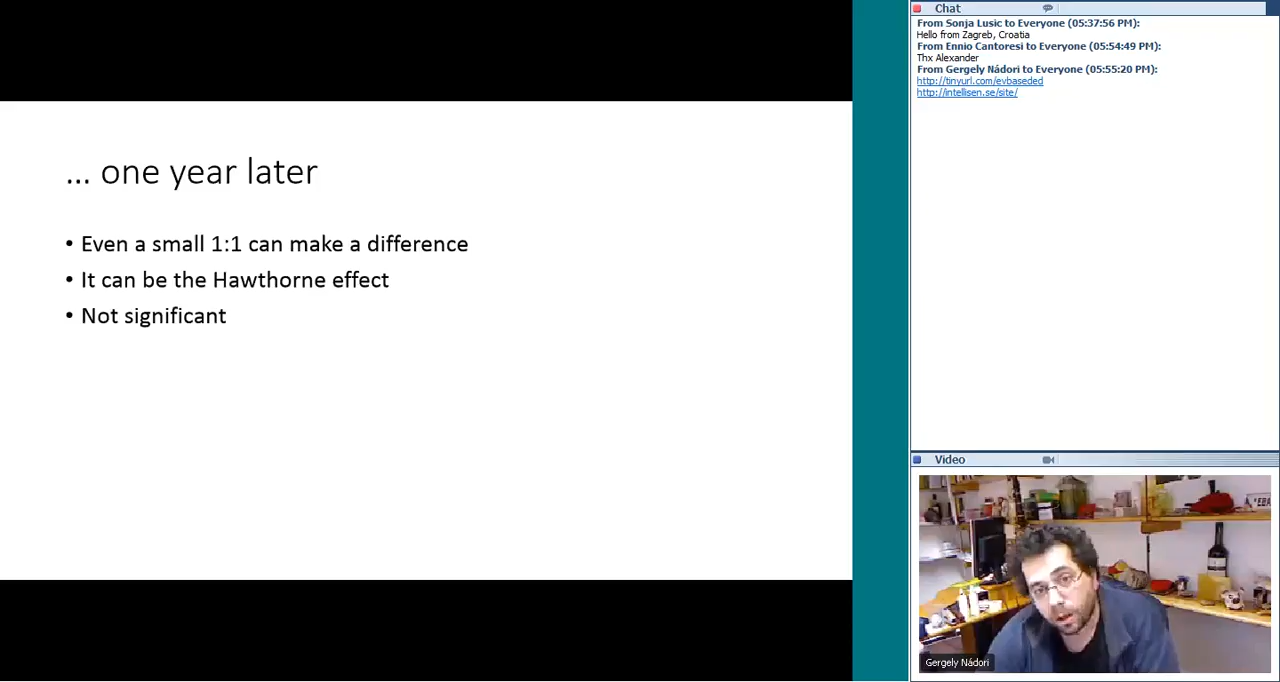 ... one year later
• Even a small 1:1 can make a difference
• It can be the Hawthorne effect
• Not significant
Chat
From Sonja Lusic to Everyone (05:37:56 PM):
Hello from Zagreb, Croatia
From Ennio Cantoresi to Everyone (05:54:49 PM):
Thx Alexander
From Gergely Nádori to Everyone (05:55:20 PM):
http://tinyurl.com/evbaseded
http://intellisen.se/site/
Video
Gergely Nádori